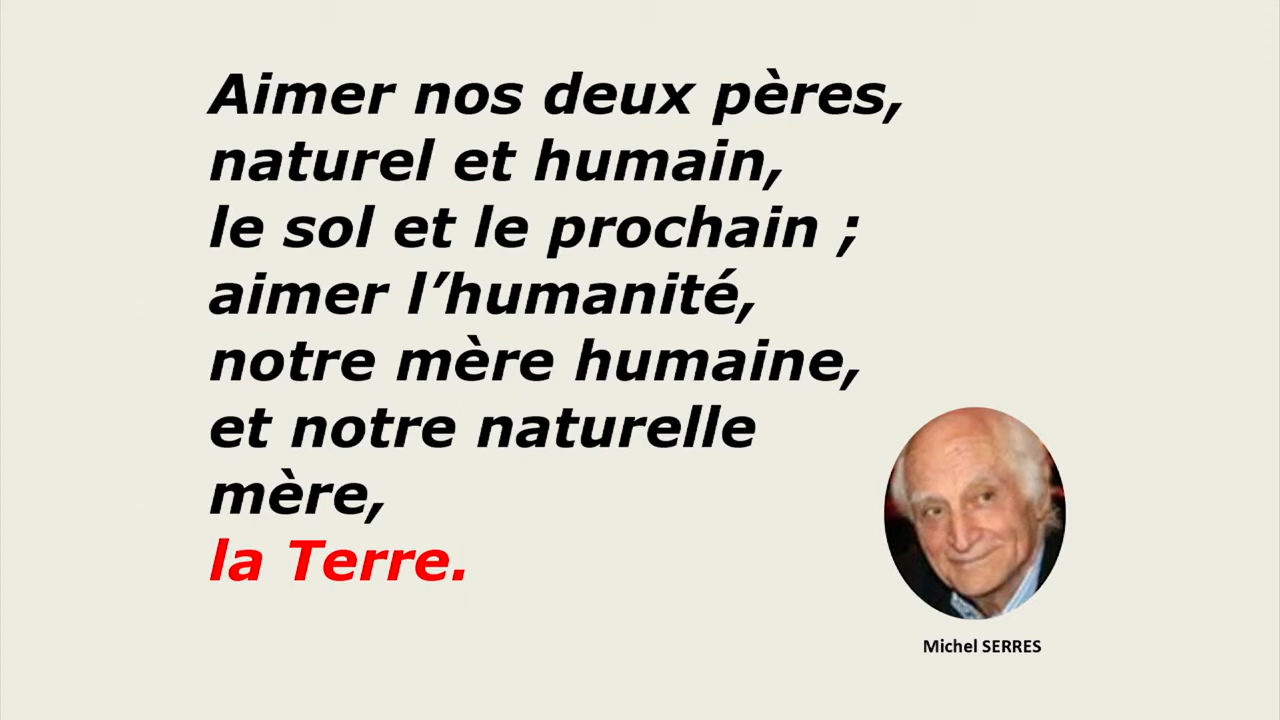 Aimer nos deux pères,
naturel et humain,
le sol et le prochain ;
aimer l’humanité,
notre mère humaine,
et notre naturelle
mère,
la Terre.
Michel SERRES